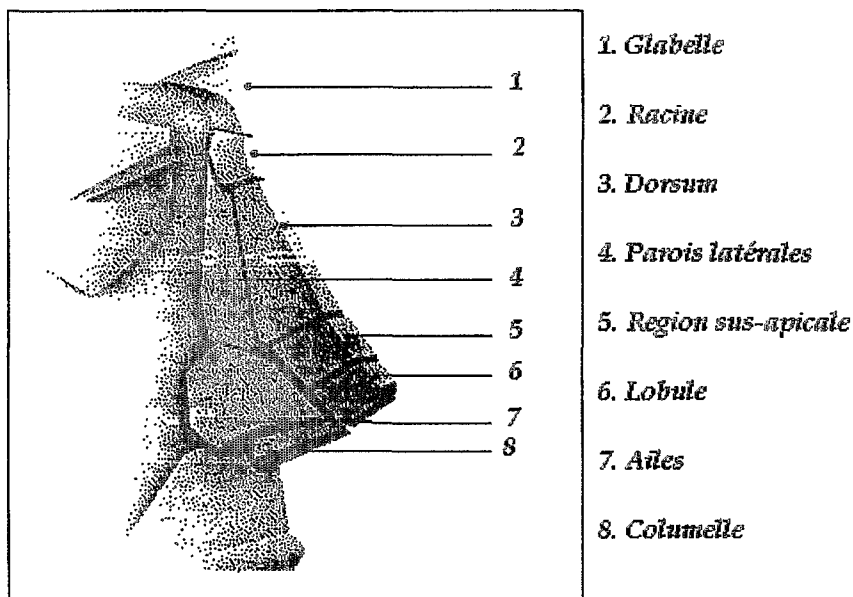 1
2
3
4
5
6
7
8
1. Glabelle
2. Racine
3. Dorsum
4. Parois latérales
5. Region sus-apicale
6. Lobule
7. Ailes
8. Columelle